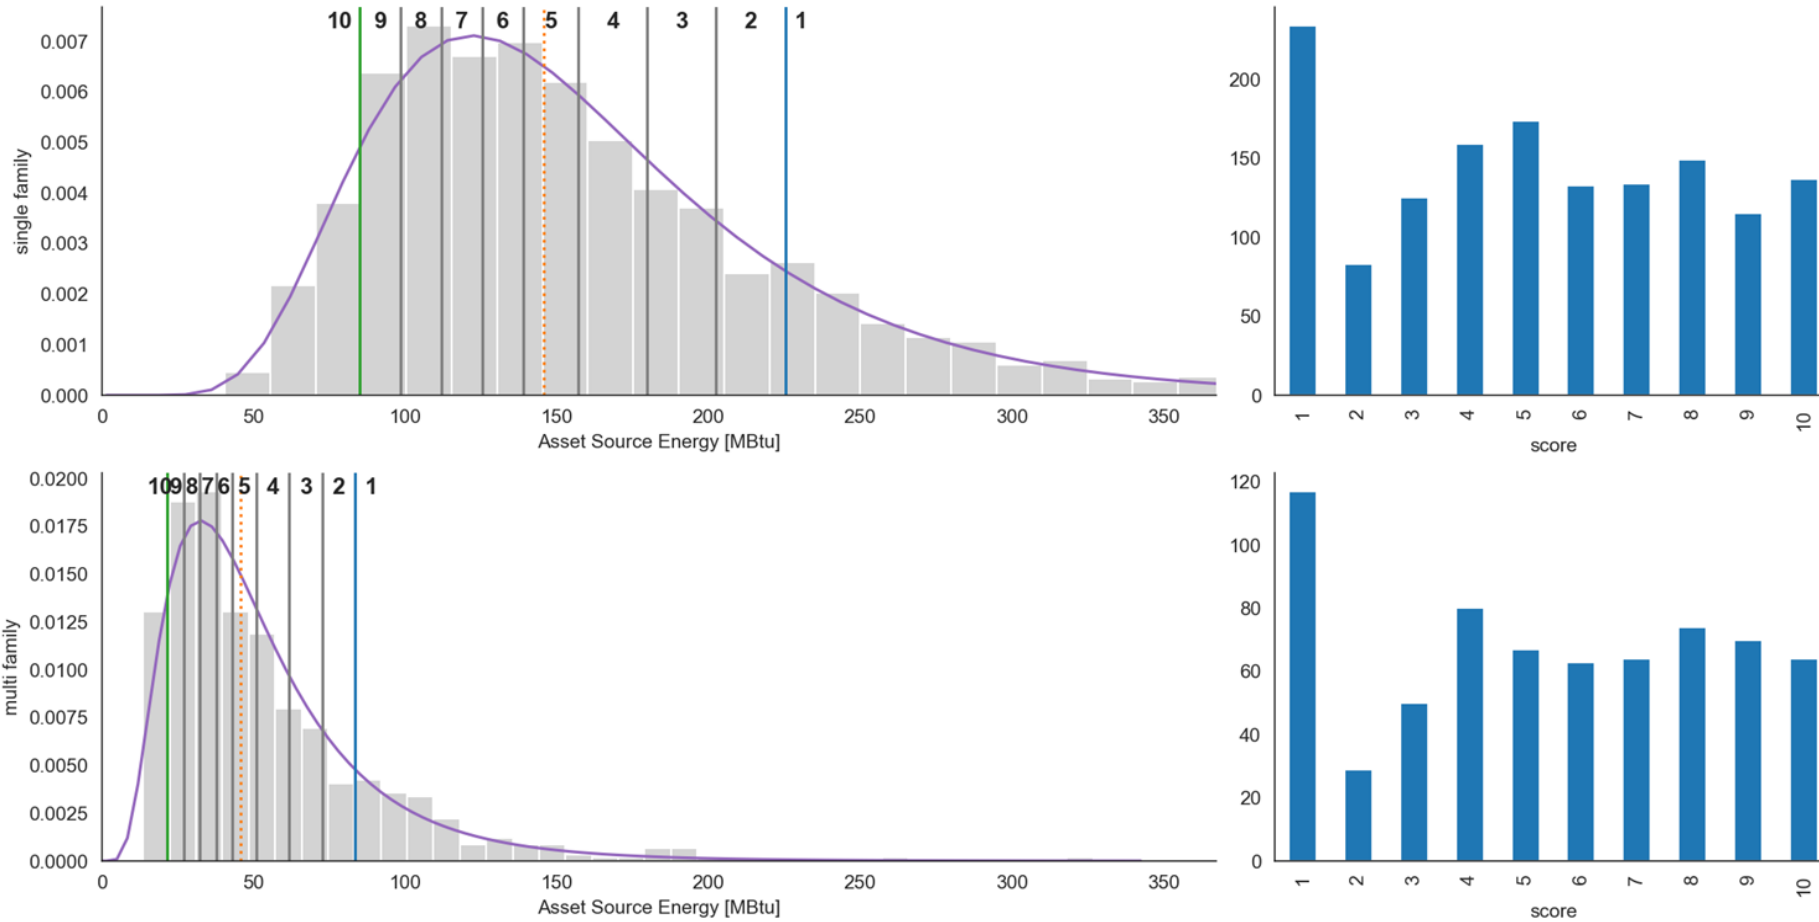 10 9 8 7 6 5 4 3 2 1
0.007
0.006
0.005
0.004
0.003
0.002
0.001
0.000
single family
0 50 100 150 200 250 300 350
Asset Source Energy [MBtu]
200
150
100
50
0
1 2 3 4 5 6 7 8 9 10
score
10 9 8 7 6 5 4 3 2 1
0.0200
0.0175
0.0150
0.0125
0.0100
0.0075
0.0050
0.0025
0.0000
multi family
0 50 100 150 200 250 300 350
Asset Source Energy [MBtu]
120
100
80
60
40
20
0
1 2 3 4 5 6 7 8 9 10
score